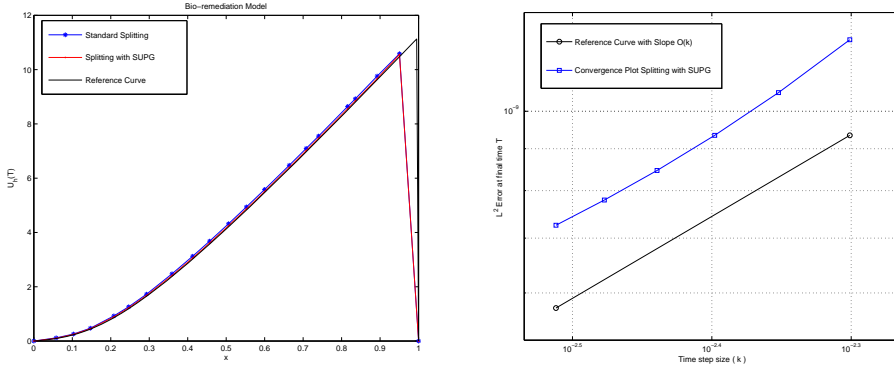 Bio-remediation Model
12
10
8
6
4
2
0
U_h(T)
Standard Splitting
Splitting with SUPG
Reference Curve
0 0.1 0.2 0.3 0.4 0.5 0.6 0.7 0.8 0.9 1
x
L² Error at final time T
10⁻⁹
Reference Curve with Slope O(k)
Convergence Plot Splitting with SUPG
10⁻²·⁵ 10⁻²·⁴ 10⁻²·³
Time step size ( k )